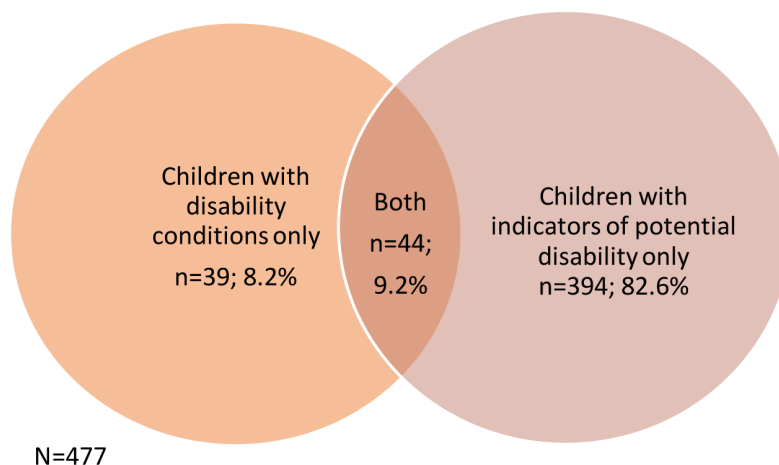 Children with
disability
conditions only
n=39; 8.2%
Both
n=44;
9.2%
Children with
indicators of potential
disability only
n=394; 82.6%
N=477